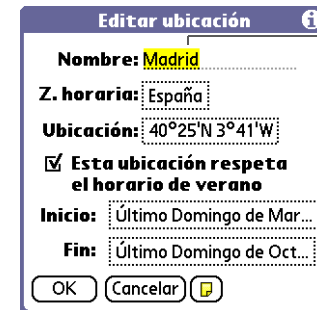 Editar ubicación i
Nombre: Madrid
Z. horaria: España
Ubicación: 40°25'N 3°41'W
Esta ubicación respeta
el horario de verano
Inicio: Último Domingo de Mar...
Fin: Último Domingo de Oct...
OK Cancelar